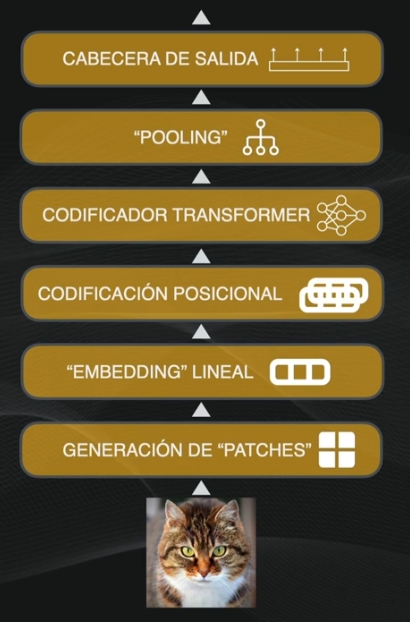 CABECERA DE SALIDA
“POOLING”
CODIFICADOR TRANSFORMER
CODIFICACIÓN POSICIONAL
“EMBEDDING” LINEAL
GENERACIÓN DE “PATCHES”